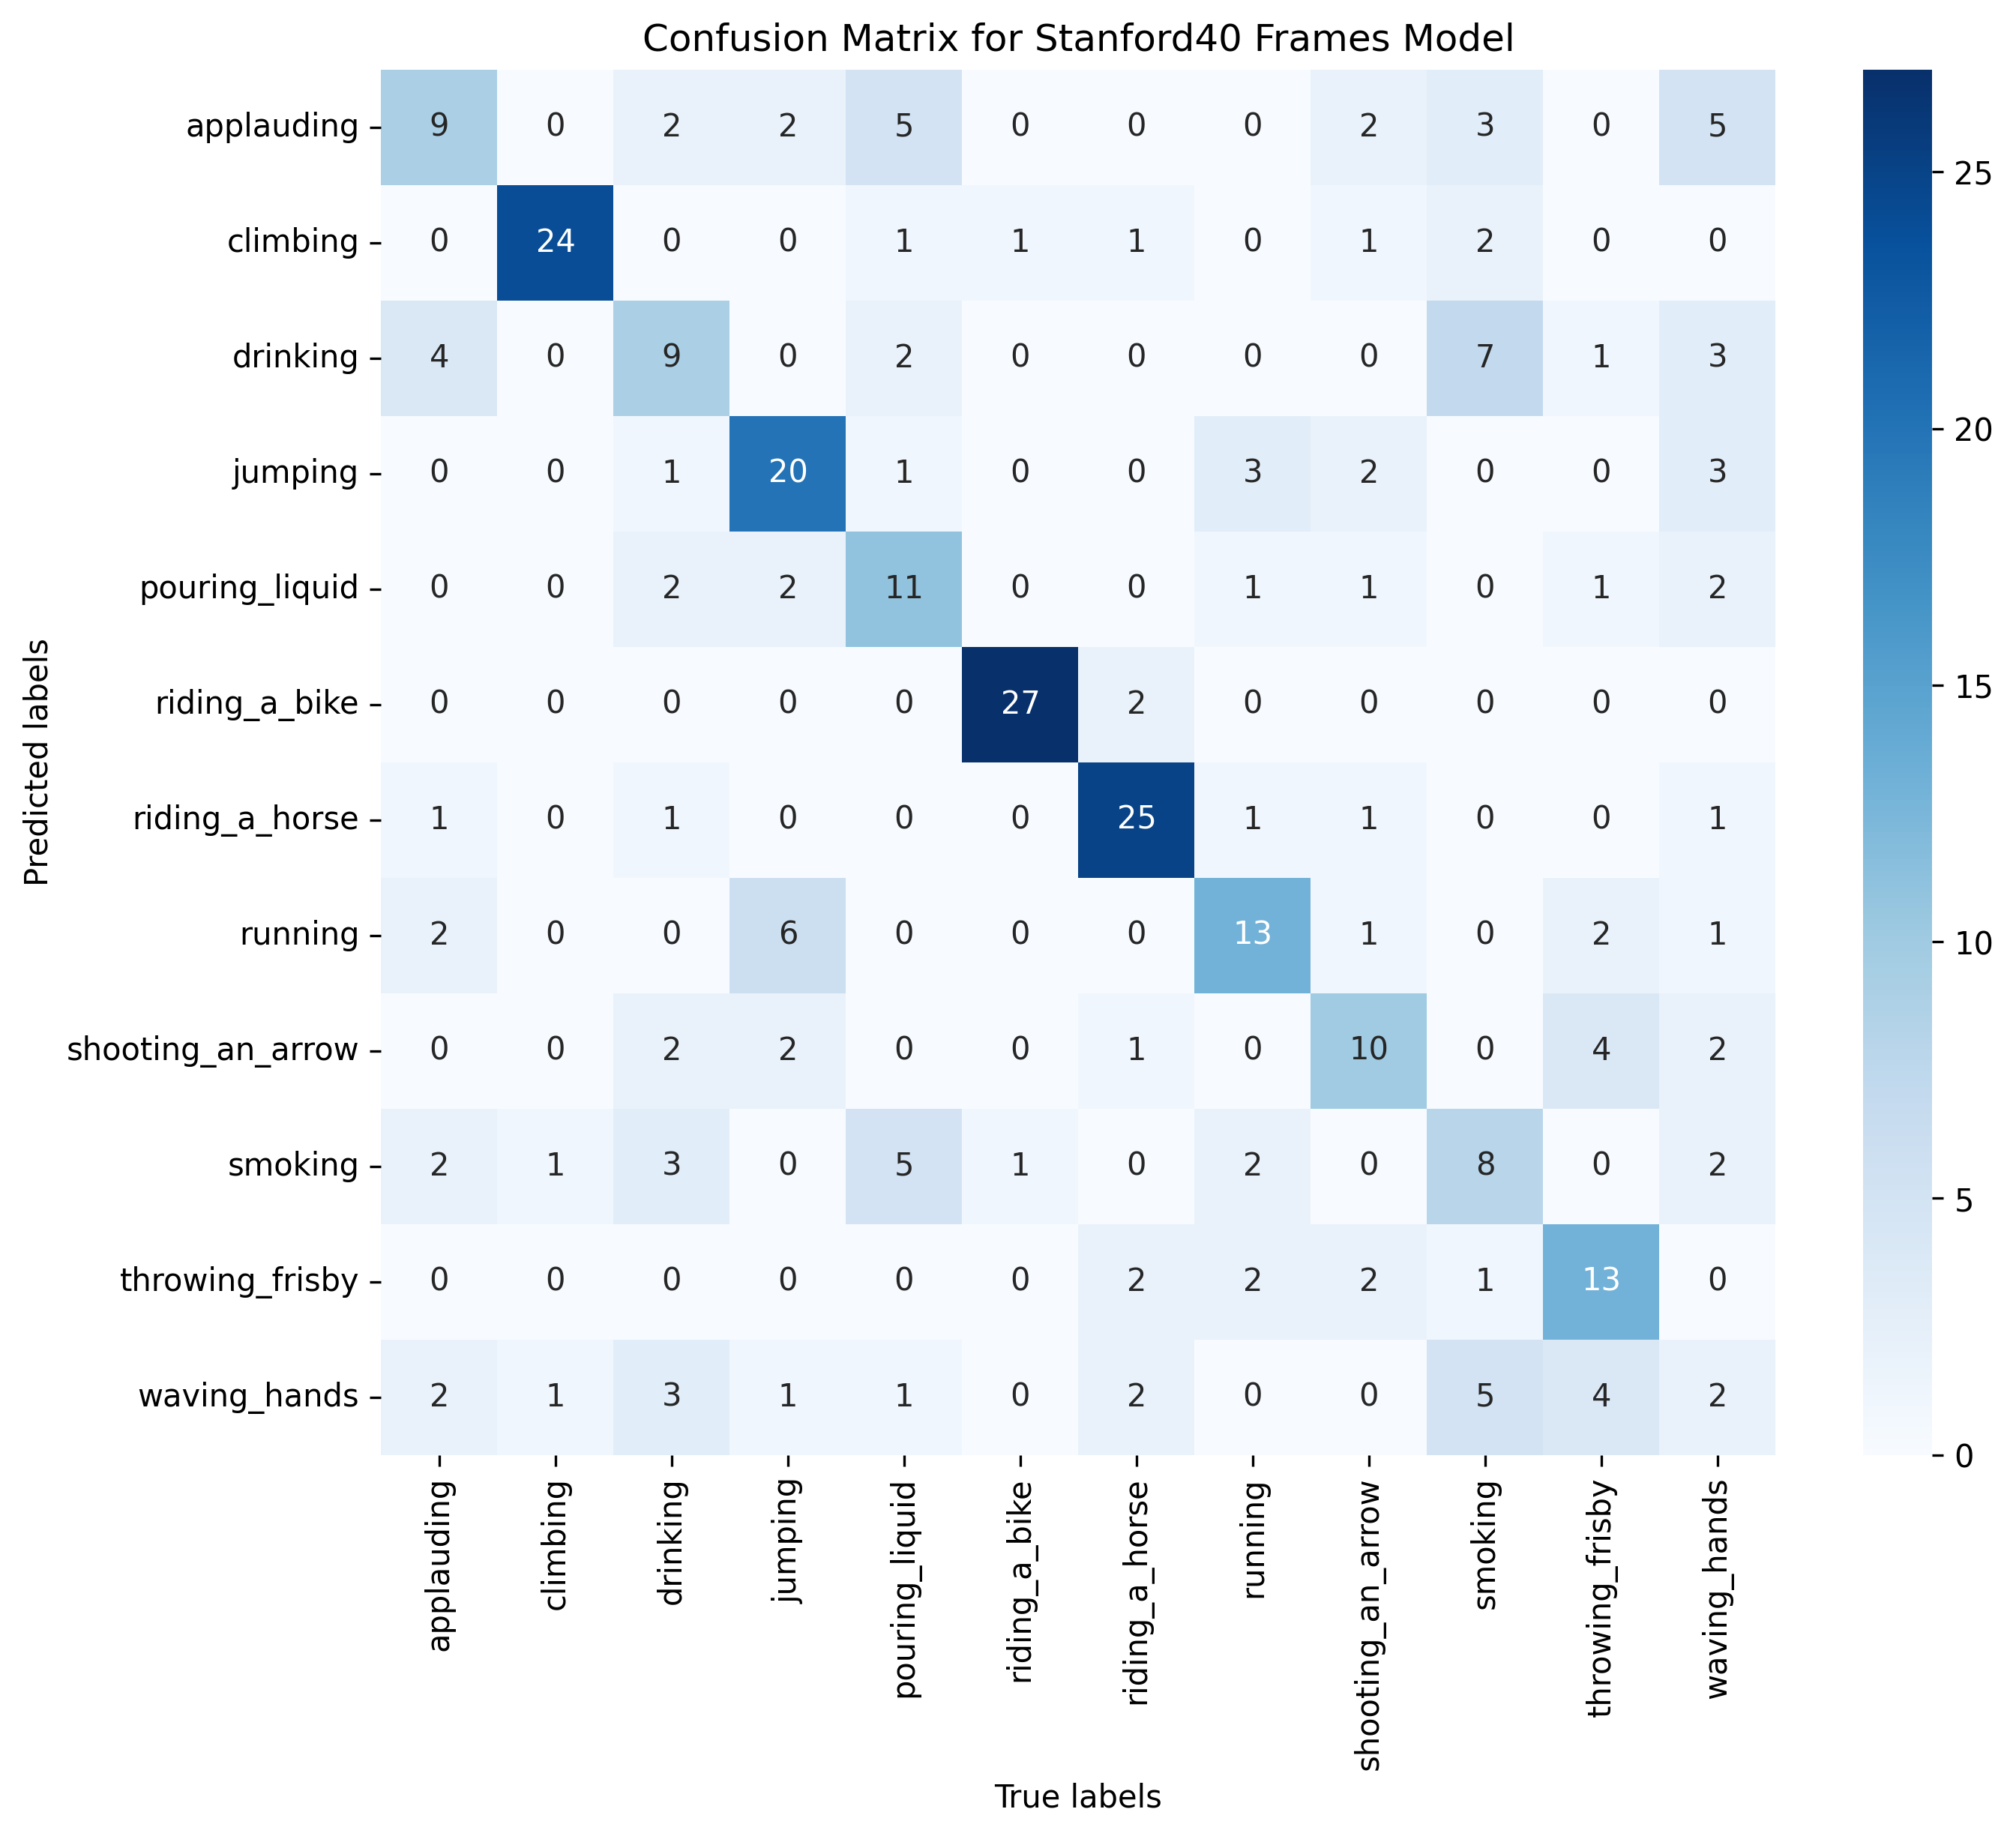 Confusion Matrix for Stanford40 Frames Model
applauding 9 0 2 2 5 0 0 0 2 3 0 5
climbing 0 24 0 0 1 1 1 0 1 2 0 0
drinking 4 0 9 0 2 0 0 0 0 7 1 3
jumping 0 0 1 20 1 0 0 3 2 0 0 3
pouring_liquid 0 0 2 2 11 0 0 1 1 0 1 2
riding_a_bike 0 0 0 0 0 27 2 0 0 0 0 0
riding_a_horse 1 0 1 0 0 0 25 1 1 0 0 1
running 2 0 0 6 0 0 0 13 1 0 2 1
shooting_an_arrow 0 0 2 2 0 0 1 0 10 0 4 2
smoking 2 1 3 0 5 1 0 2 0 8 0 2
throwing_frisby 0 0 0 0 0 0 2 2 2 1 13 0
waving_hands 2 1 3 1 1 0 2 0 0 5 4 2
applauding
climbing
drinking
jumping
pouring_liquid
riding_a_bike
riding_a_horse
running
shooting_an_arrow
smoking
throwing_frisby
waving_hands
True labels
Predicted labels
25
20
15
10
5
0